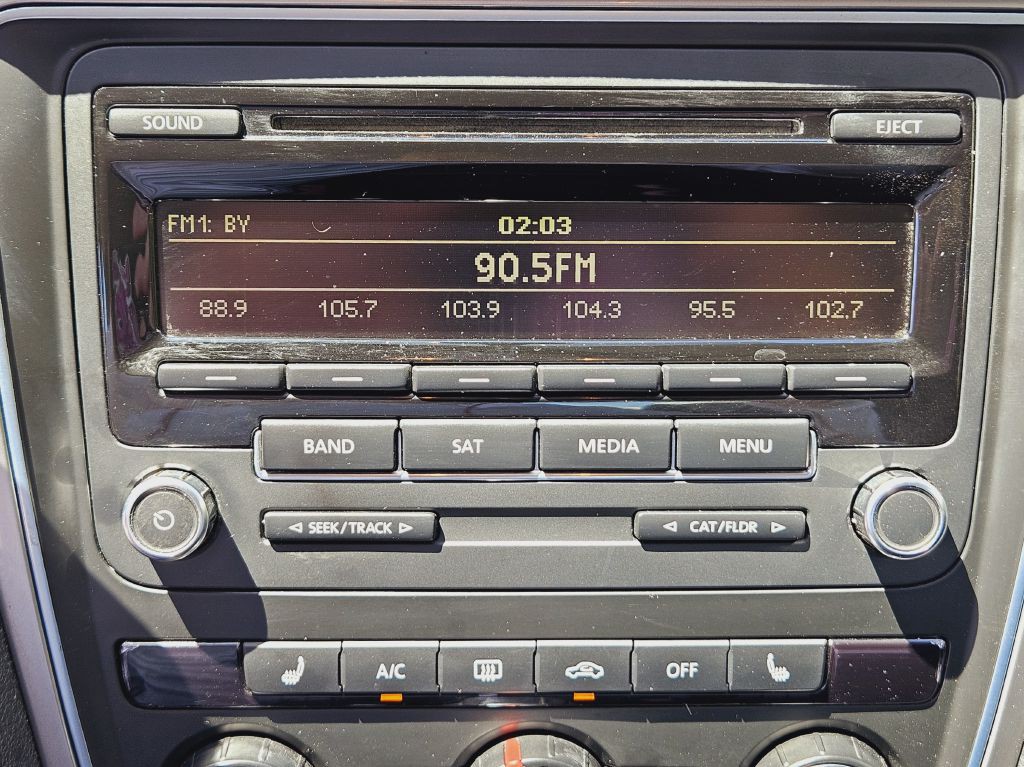 SOUND EJECT
FM1: BY 02:03
90.5FM
88.9 105.7 103.9 104.3 95.5 102.7
BAND SAT MEDIA MENU
SEEK/TRACK CAT/FLDR
A/C OFF